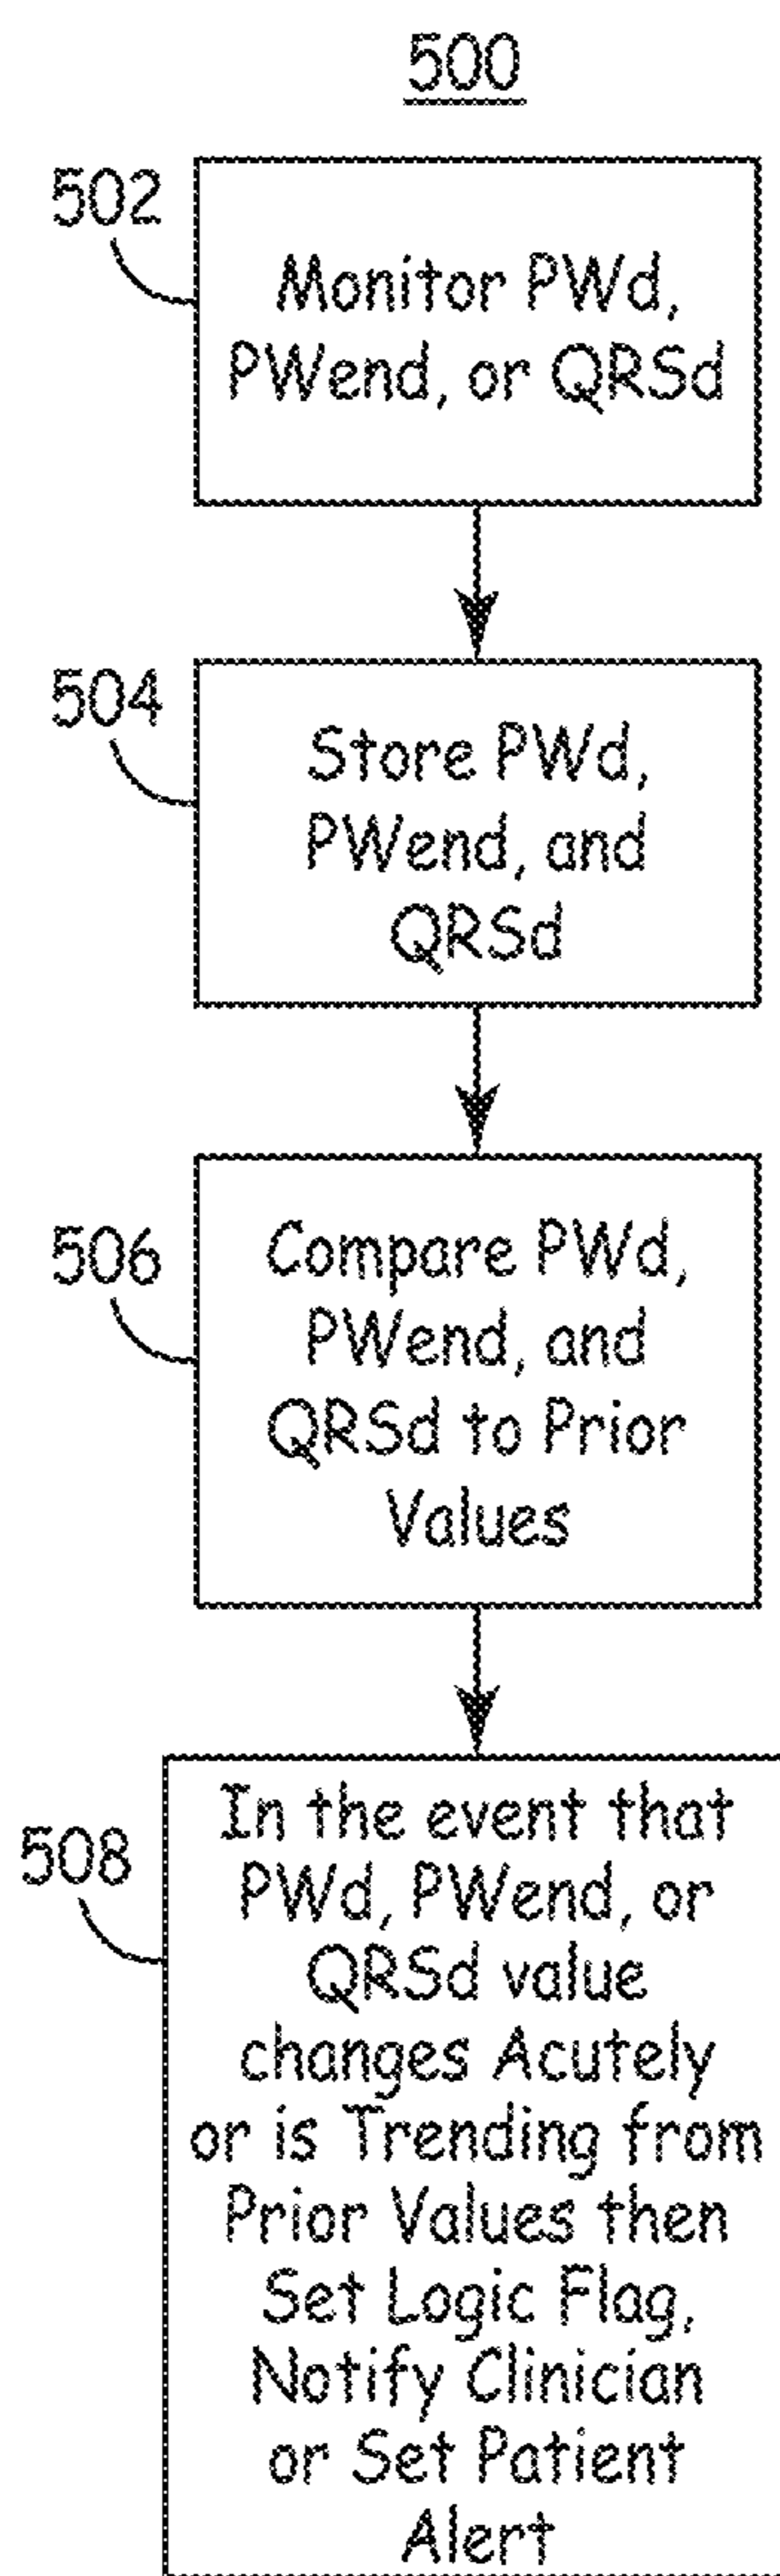 500
502
Monitor PWd,
PWend, or QRSd
504
Store PWd,
PWend, and
QRSd
506
Compare PWd,
PWend, and
QRSd to Prior
Values
508
In the event that
PWd, PWend, or
QRSd value
changes Acutely
or is Trending from
Prior Values then
Set Logic Flag,
Notify Clinician
or Set Patient
Alert